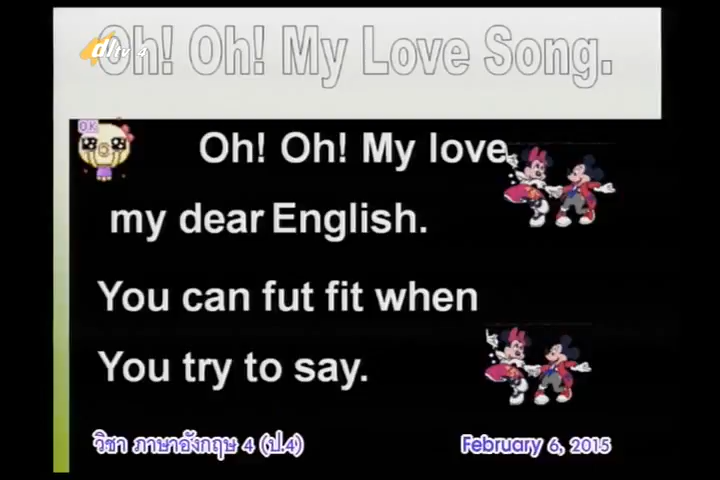 dltv 4
Oh! Oh! My Love Song.
OK
Oh! Oh! My love
my dear English.
You can fut fit when
You try to say.
วิชา ภาษาอังกฤษ 4 (ป.4)
February 6, 2015